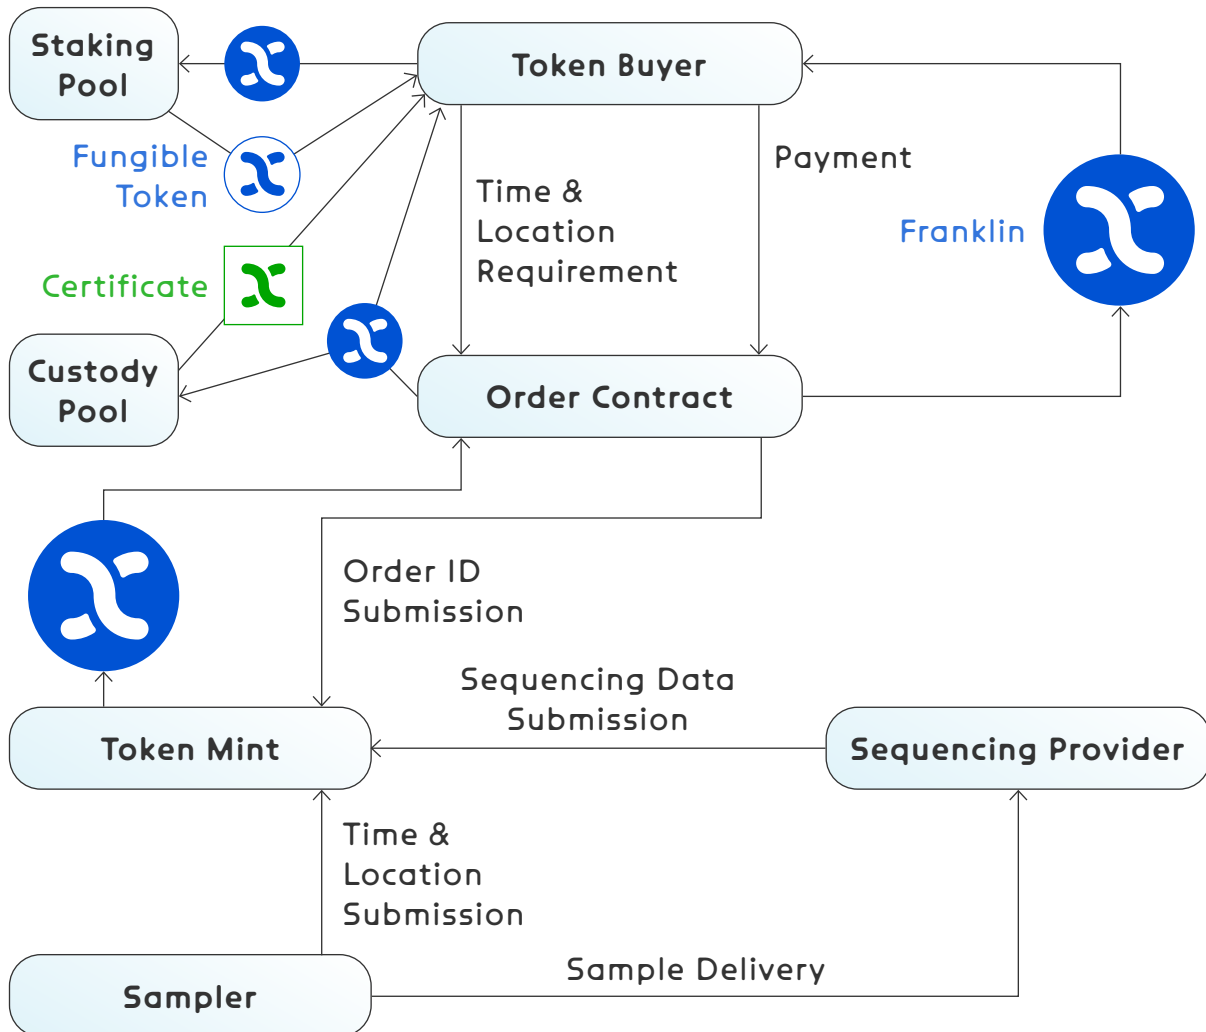 Staking
Pool
Token Buyer
Fungible
Token
Payment
Time &
Location
Requirement
Franklin
Certificate
Custody
Pool
Order Contract
Order ID
Submission
Sequencing Data
Submission
Token Mint
Sequencing Provider
Time &
Location
Submission
Sample Delivery
Sampler